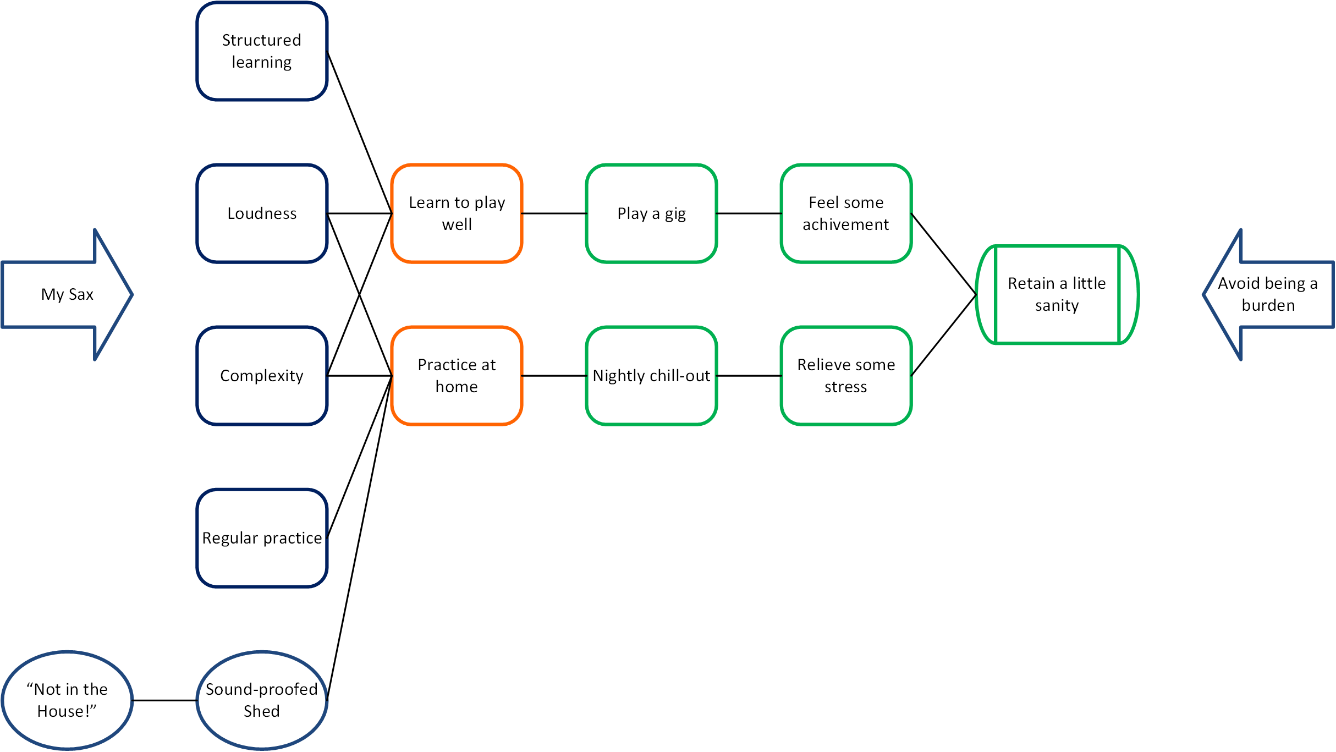 Structured
learning
Loudness
Learn to play
well
Play a gig
Feel some
achivement
My Sax
Retain a little
sanity
Avoid being a
burden
Complexity
Practice at
home
Nightly chill-out
Relieve some
stress
Regular practice
“Not in the
House!”
Sound-proofed
Shed